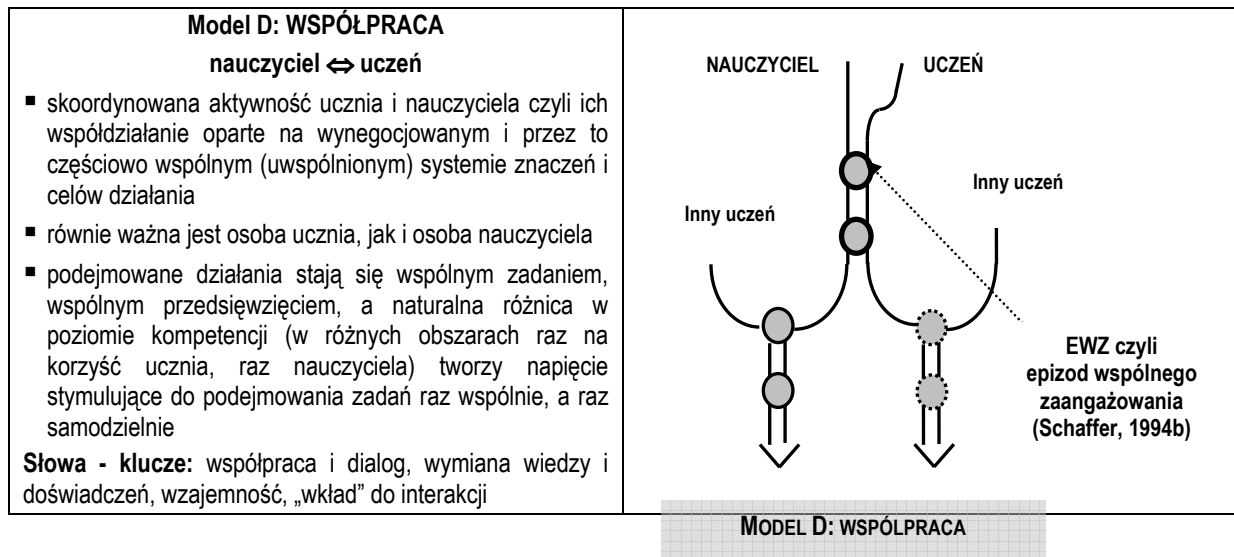 Model D: WSPÓŁPRACA
nauczyciel ⇔ uczeń
▪ skoordynowana aktywność ucznia i nauczyciela czyli ich
współdziałanie oparte na wynegocjowanym i przez to
częściowo wspólnym (uwspólnionym) systemie znaczeń i
celów działania
▪ równie ważna jest osoba ucznia, jak i osoba nauczyciela
▪ podejmowane działania stają się wspólnym zadaniem,
wspólnym przedsięwzięciem, a naturalna różnica w
poziomie kompetencji (w różnych obszarach raz na
korzyść ucznia, raz nauczyciela) tworzy napięcie
stymulujące do podejmowania zadań raz wspólnie, a raz
samodzielnie
Słowa - klucze: współpraca i dialog, wymiana wiedzy i
doświadczeń, wzajemność, „wkład” do interakcji
NAUCZYCIEL
UCZEŃ
Inny uczeń
Inny uczeń
EWZ czyli
epizod wspólnego
zaangażowania
(Schaffer, 1994b)
MODEL D: WSPÓLPRACA